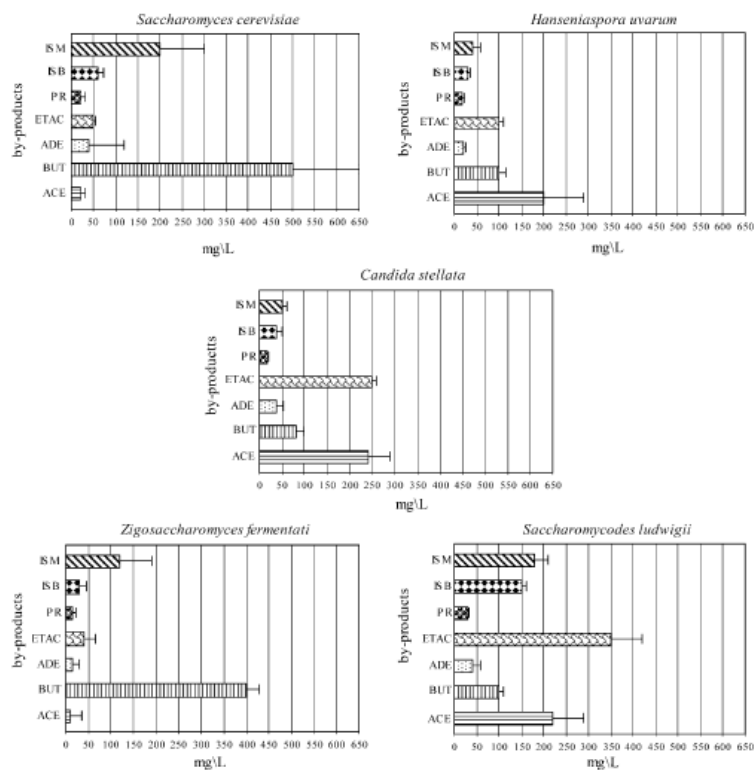 Saccharomyces cerevisiae
by-products
ISM
ISB
PR
ETAC
ADE
BUT
ACE
0 50 100 150 200 250 300 350 400 450 500 550 600 650
mg\L
Hanseniaspora uvarum
by-products
ISM
ISB
PR
ETAC
ADE
BUT
ACE
0 50 100 150 200 250 300 350 400 450 500 550 600 650
mg\L
Candida stellata
by-productts
ISM
ISB
PR
ETAC
ADE
BUT
ACE
0 50 100 150 200 250 300 350 400 450 500 550 600 650
mg\L
Zigosaccharomyces fermentati
by-products
ISM
ISB
PR
ETAC
ADE
BUT
ACE
0 50 100 150 200 250 300 350 400 450 500 550 600 650
mg\L
Saccharomycodes ludwigii
by-products
ISM
ISB
PR
ETAC
ADE
BUT
ACE
0 50 100 150 200 250 300 350 400 450 500 550 600 650
mg\L